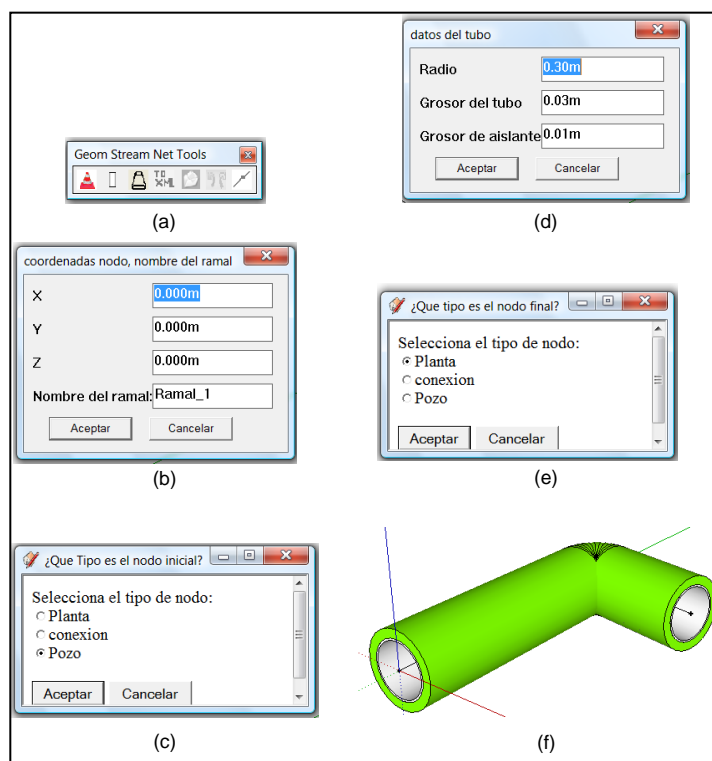 Geom Stream Net Tools
TO
XML
(a)
coordenadas nodo, nombre del ramal
X 0.000m
Y 0.000m
Z 0.000m
Nombre del ramal: Ramal_1
Aceptar Cancelar
(b)
¿Que Tipo es el nodo inicial?
Selecciona el tipo de nodo:
Planta
conexion
Pozo
Aceptar Cancelar
(c)
datos del tubo
Radio 0.30m
Grosor del tubo 0.03m
Grosor de aislante 0.01m
Aceptar Cancelar
(d)
¿Que tipo es el nodo final?
Selecciona el tipo de nodo:
Planta
conexion
Pozo
Aceptar Cancelar
(e)
(f)